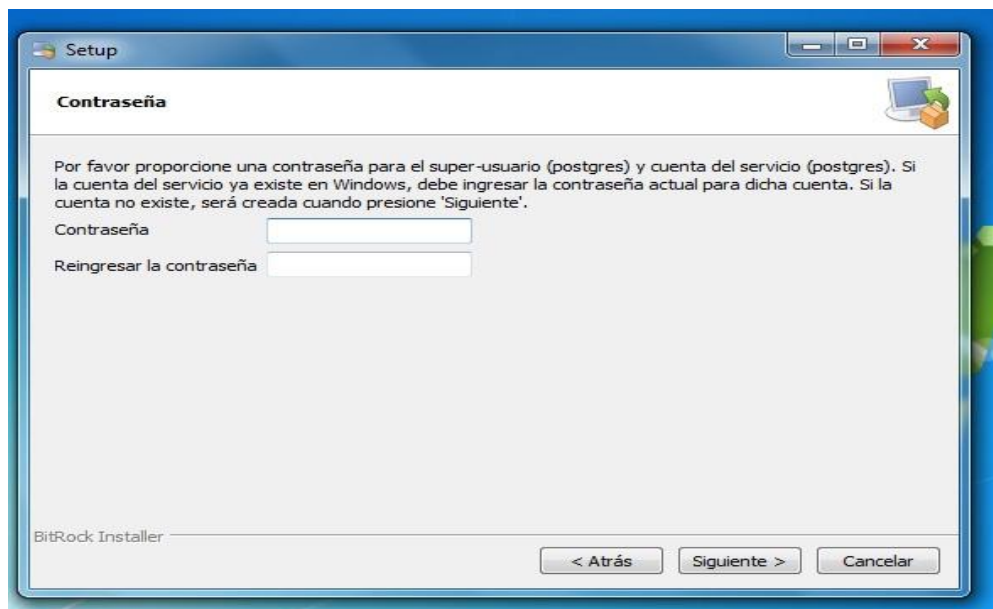 Setup
Contraseña
Por favor proporcione una contraseña para el super-usuario (postgres) y cuenta del servicio (postgres). Si
la cuenta del servicio ya existe en Windows, debe ingresar la contraseña actual para dicha cuenta. Si la
cuenta no existe, será creada cuando presione 'Siguiente'.
Contraseña
Reingresar la contraseña
BitRock Installer
< Atrás
Siguiente >
Cancelar